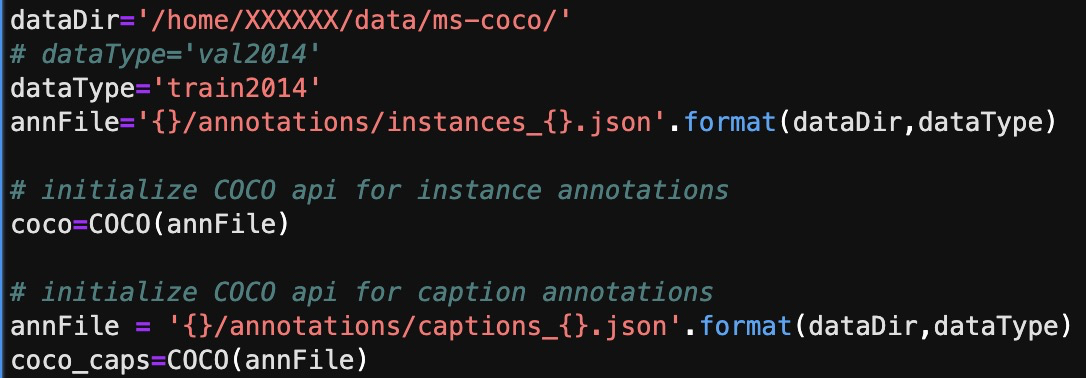 dataDir='/home/XXXXXX/data/ms-coco/'
# dataType='val2014'
dataType='train2014'
annFile='{}/annotations/instances_{}.json'.format(dataDir,dataType)
# initialize COCO api for instance annotations
coco=COCO(annFile)
# initialize COCO api for caption annotations
annFile = '{}/annotations/captions_{}.json'.format(dataDir,dataType)
coco_caps=COCO(annFile)